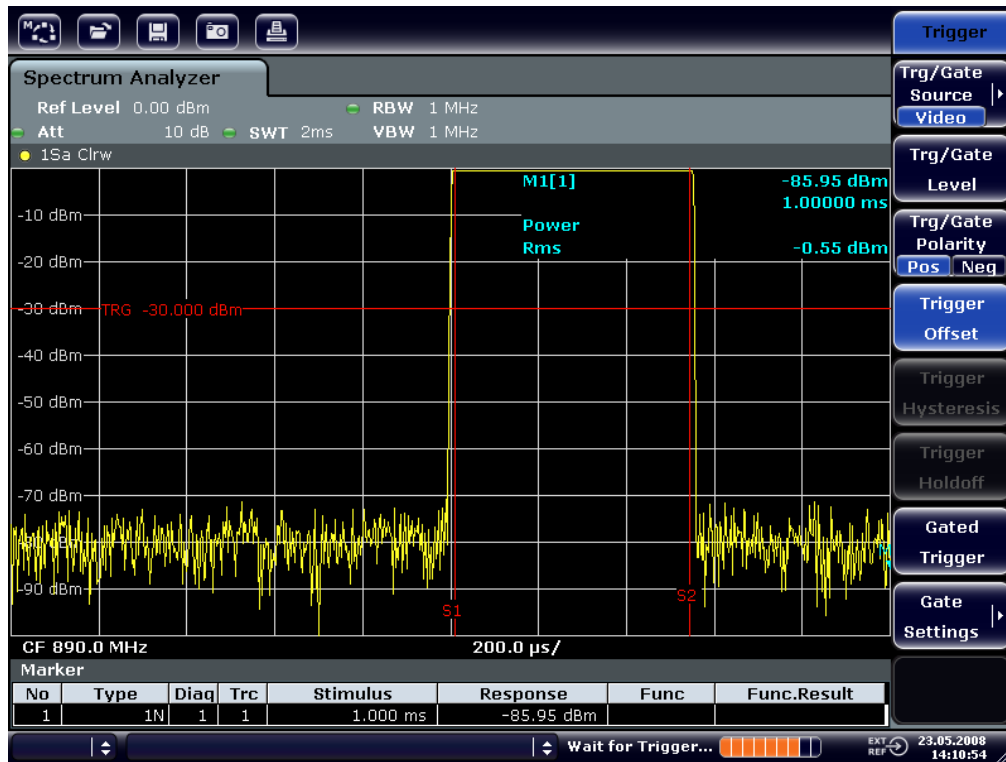 Trigger
Spectrum Analyzer
Ref Level 0.00 dBm RBW 1 MHz
Att 10 dB SWT 2ms VBW 1 MHz
1Sa Clrw
M1[1] -85.95 dBm
1.00000 ms
Power
Rms -0.55 dBm
-10 dBm
-20 dBm
-30 dBm
TRG -30.000 dBm
-40 dBm
-50 dBm
-60 dBm
-70 dBm
-90 dBm
S1
S2
CF 890.0 MHz 200.0 µs/
Marker
No Type Diag Trc Stimulus Response Func Func.Result
1 1N 1 1 1.000 ms -85.95 dBm
Wait for Trigger...
EXT REF
23.05.2008
14:10:54
Trg/Gate
Source
Video
Trg/Gate
Level
Trg/Gate
Polarity
Pos Neg
Trigger
Offset
Trigger
Hysteresis
Trigger
Holdoff
Gated
Trigger
Gate
Settings